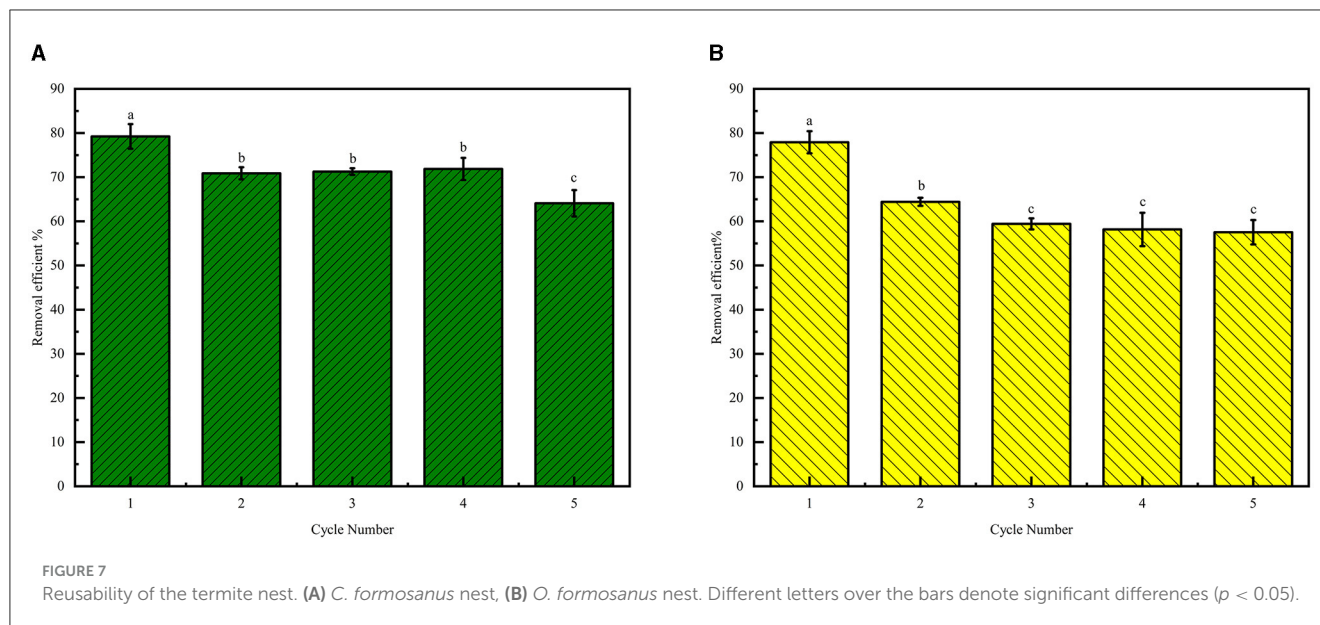 A
90
80
70
60
50
40
30
20
10
0
Removal efficient %
a
b
b
b
c
1
2
3
4
5
Cycle Number
B
90
80
70
60
50
40
30
20
10
0
Removal efficient%
a
b
c
c
c
1
2
3
4
5
Cycle Number
FIGURE 7
Reusability of the termite nest. (A) C. formosanus nest, (B) O. formosanus nest. Different letters over the bars denote significant differences (p < 0.05).